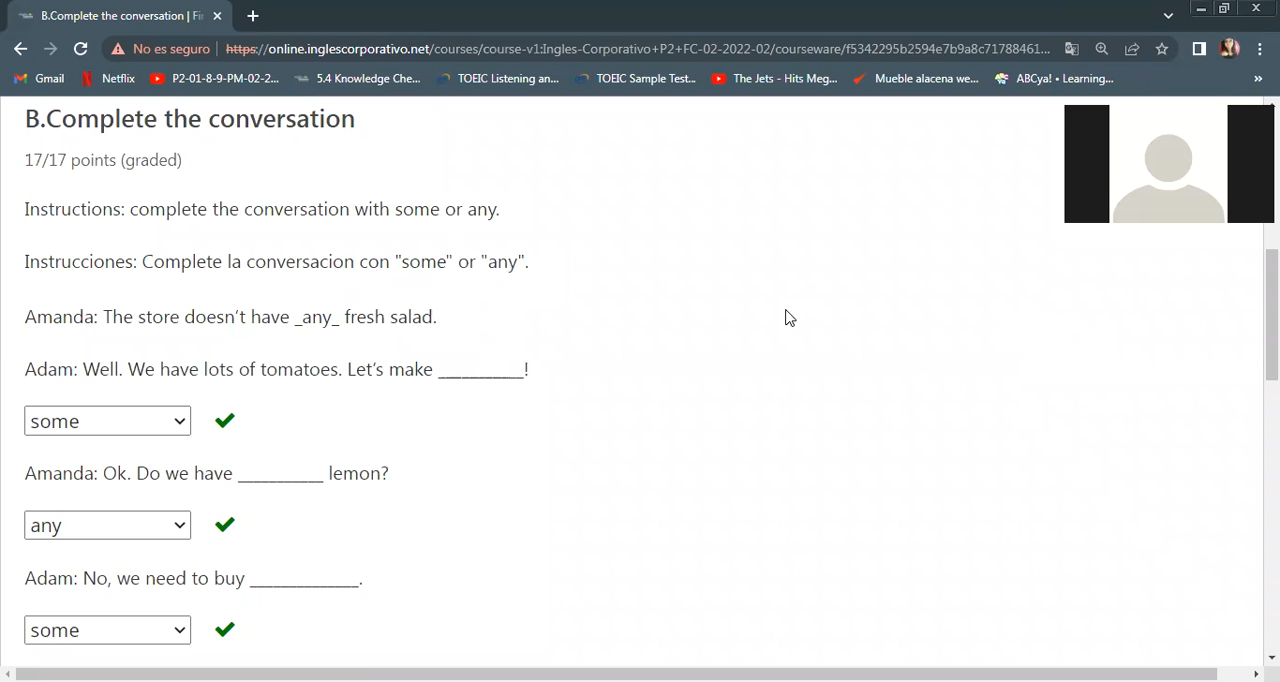 B.Complete the conversation | Fi
No es seguro
https://online.inglescorporativo.net/courses/course-v1:Ingles-Corporativo+P2+FC-02-2022-02/courseware/f5342295b2594e7b9a8c71788461...
Gmail
Netflix
P2-01-8-9-PM-02-2...
5.4 Knowledge Che...
TOEIC Listening an...
TOEIC Sample Test...
The Jets - Hits Meg...
Mueble alacena we...
ABCya! • Learning...
»
B.Complete the conversation
17/17 points (graded)
Instructions: complete the conversation with some or any.
Instrucciones: Complete la conversacion con "some" or "any".
Amanda: The store doesn't have _any_ fresh salad.
Adam: Well. We have lots of tomatoes. Let's make ___________!
some
Amanda: Ok. Do we have ___________ lemon?
any
Adam: No, we need to buy ______________.
some